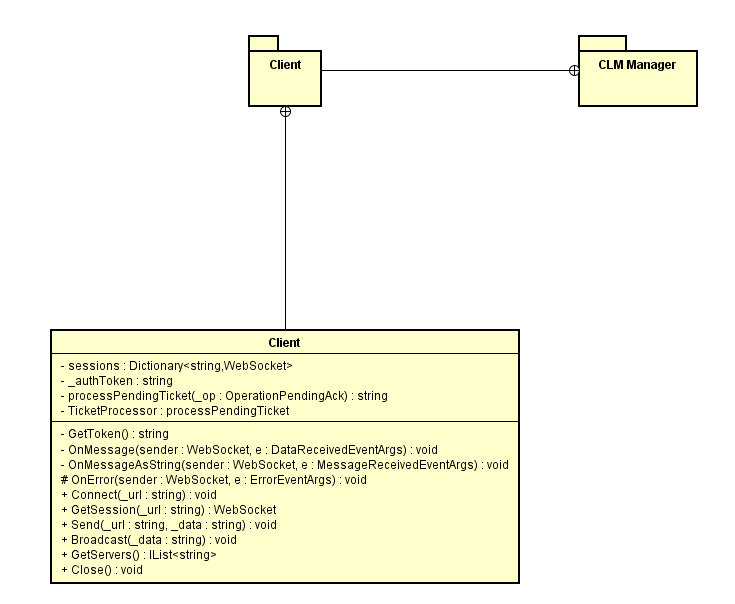 Client
CLM Manager
Client
- sessions : Dictionary<string,WebSocket>
- _authToken : string
- processPendingTicket(_op : OperationPendingAck) : string
- TicketProcessor : processPendingTicket
- GetToken() : string
- OnMessage(sender : WebSocket, e : DataReceivedEventArgs) : void
- OnMessageAsString(sender : WebSocket, e : MessageReceivedEventArgs) : void
# OnError(sender : WebSocket, e : ErrorEventArgs) : void
+ Connect(_url : string) : void
+ GetSession(_url : string) : WebSocket
+ Send(_url : string, _data : string) : void
+ Broadcast(_data : string) : void
+ GetServers() : IList<string>
+ Close() : void